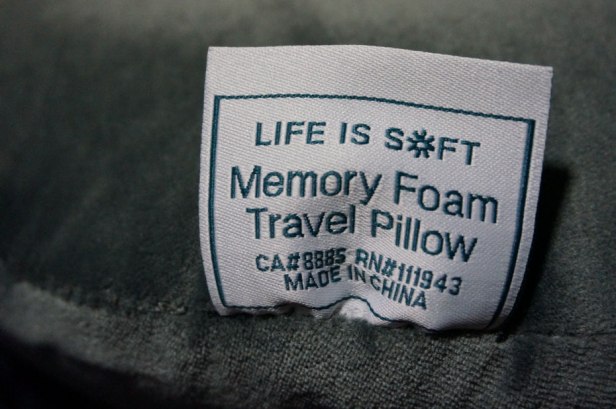 LIFE IS S☼FT
Memory Foam
Travel Pillow
CA#8885 RN#111943
MADE IN CHINA